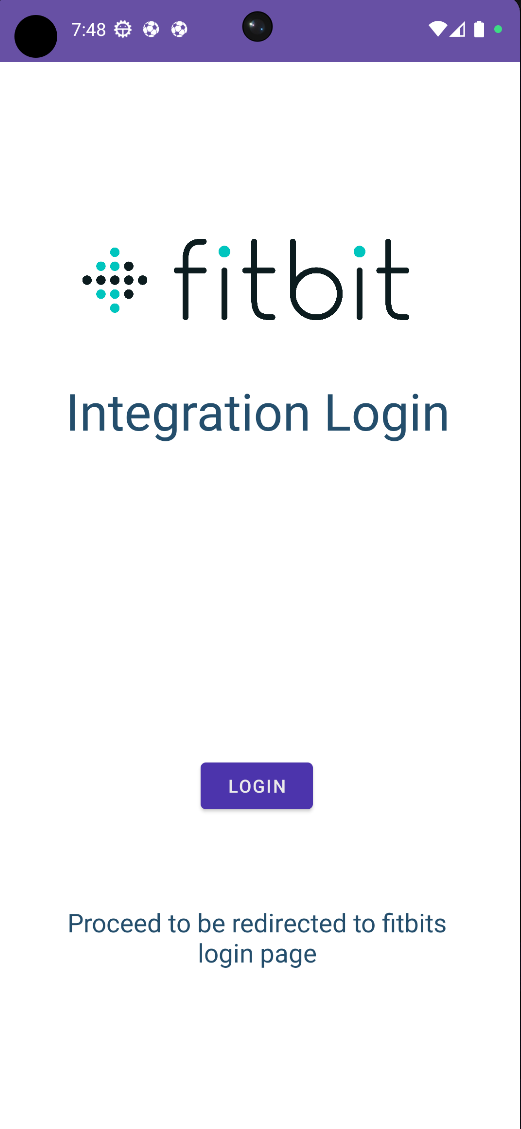 7:48
fitbit
Integration Login
LOGIN
Proceed to be redirected to fitbits
login page